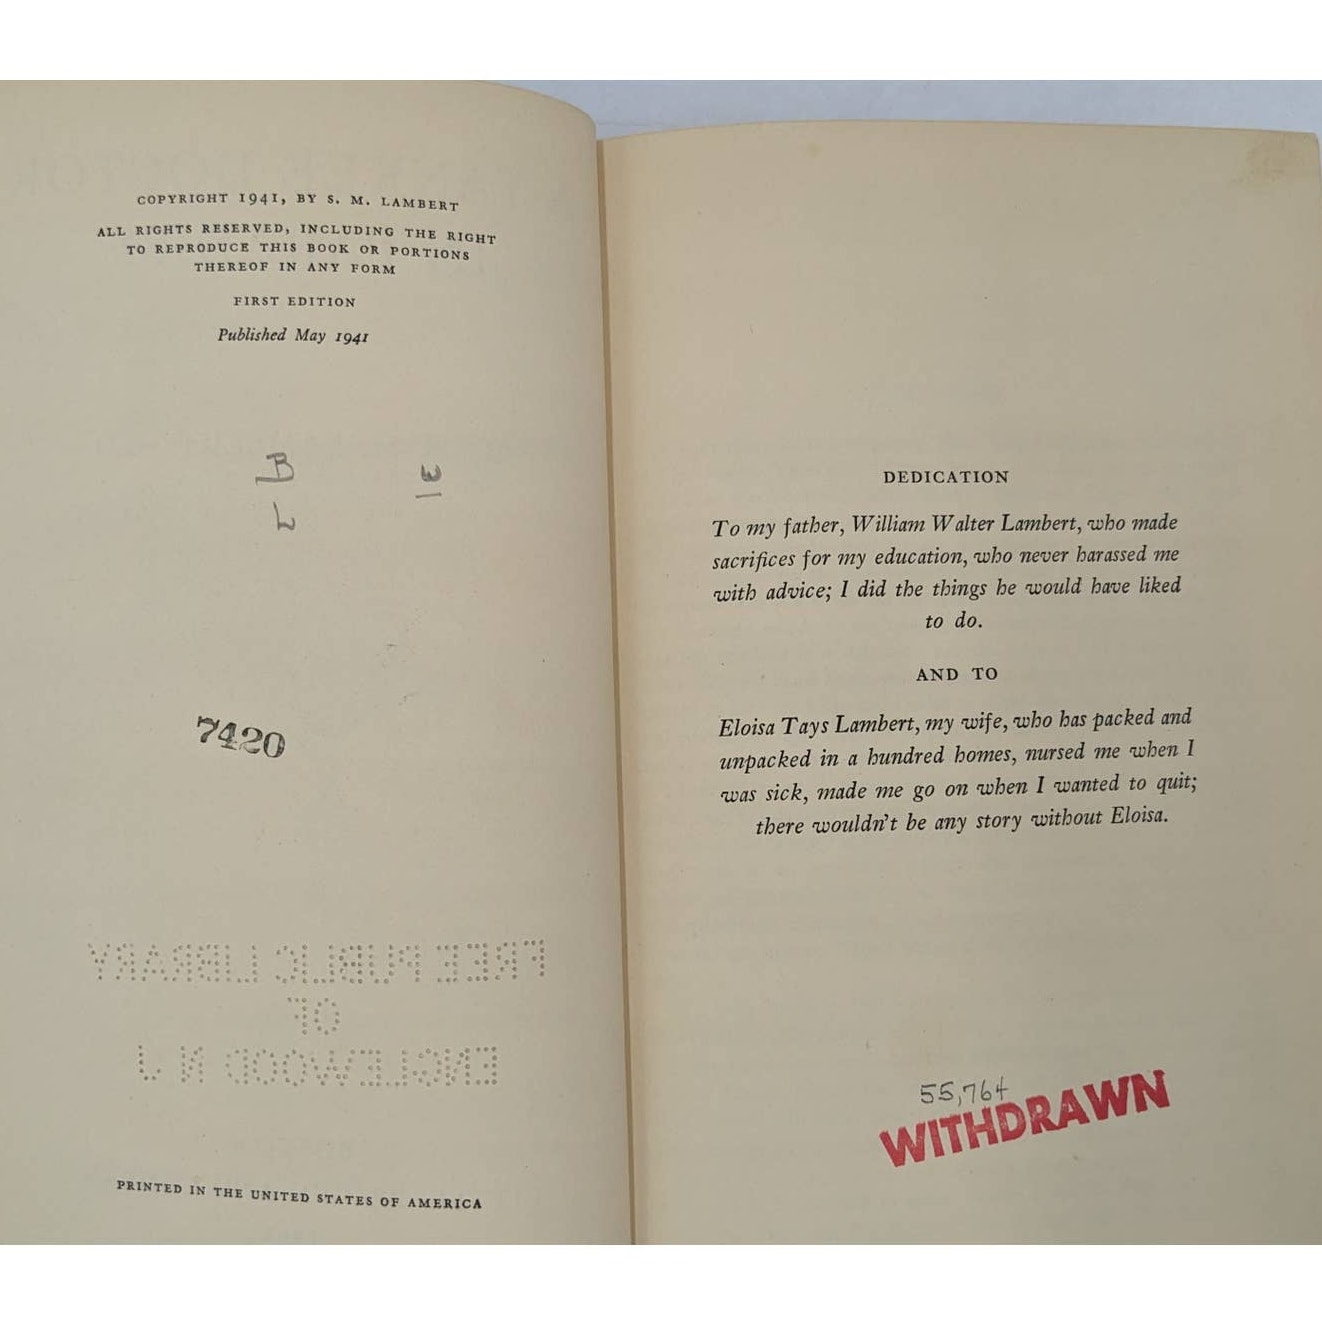 COPYRIGHT 1941, BY S. M. LAMBERT
ALL RIGHTS RESERVED, INCLUDING THE RIGHT
TO REPRODUCE THIS BOOK OR PORTIONS
THEREOF IN ANY FORM
FIRST EDITION
Published May 1941
B
L
7420
FREE PUBLIC LIBRARY
OF
ENGLEWOOD N J
PRINTED IN THE UNITED STATES OF AMERICA
DEDICATION
To my father, William Walter Lambert, who made
sacrifices for my education, who never harassed me
with advice; I did the things he would have liked
to do.
AND TO
Eloisa Tays Lambert, my wife, who has packed and
unpacked in a hundred homes, nursed me when I
was sick, made me go on when I wanted to quit;
there wouldn't be any story without Eloisa.
55,764
WITHDRAWN